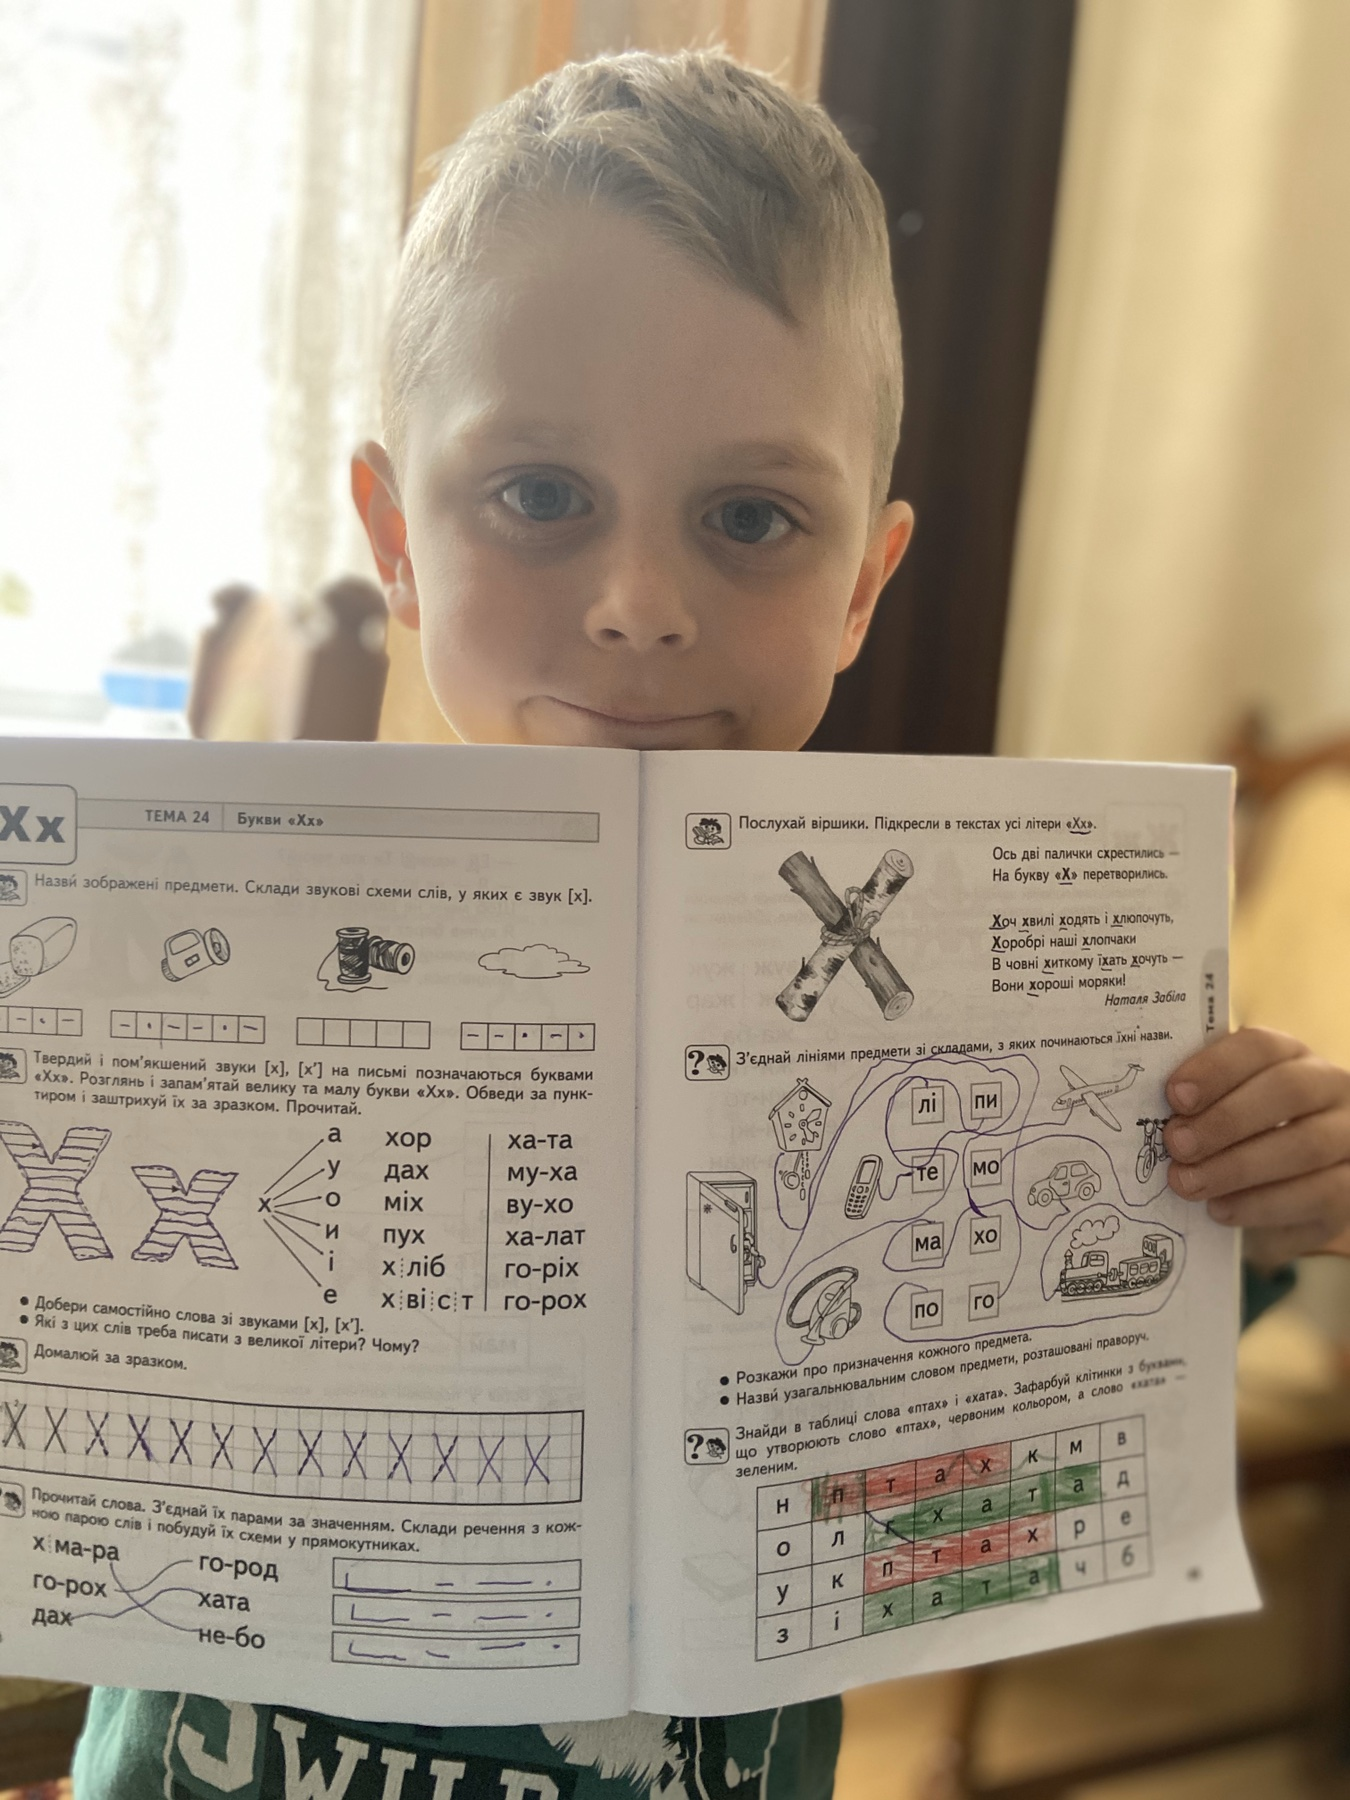 Xx
ТЕМА 24 Букви «Хх»
Назви́ зображені предмети. Склади звукові схеми слів, у яких є звук [х].
Твердий і пом’якшений звуки [х], [х’] на письмі позначаються буквами
«Хх». Розглянь і запам’ятай велику та малу букви «Хх». Обведи за пунк-
тиром і заштрихуй їх за зразком. Прочитай.
Х х
х
а
у
о
и
і
е
хор
дах
міх
пух
х ліб
х ві с т
ха-та
му-ха
ву-хо
ха-лат
го-ріх
го-рох
• Добери самостійно слова зі звуками [х], [х’].
• Які з цих слів треба писати з великої літери? Чому?
Домалюй за зразком.
Х Х Х Х Х Х Х Х Х Х Х Х Х
Прочитай слова. З’єднай їх парами за значенням. Склади речення з кож-
ною парою слів і побудуй їх схеми у прямокутниках.
х ма-ра
го-рох
дах
го-род
хата
не-бо
Послухай віршики. Підкресли в текстах усі літери «Хх».
Ось дві палички схрестились —
На букву «Х» перетворились.
Хоч хвилі ходять і хлюпочуть,
Хоробрі наші хлопчаки
В човні хиткому їхать хочуть —
Вони хороші моряки!
Наталя Забіла
Тема 24
З’єднай лініями предмети зі складами, з яких починаються їхні назви.
лі пи
те мо
ма хо
по го
• Розкажи про призначення кожного предмета.
• Назви́ узагальнювальним словом предмети, розташовані праворуч.
Знайди в таблиці слова «птах» і «хата». Зафарбуй клітинки з буквами,
що утворюють слово «птах», червоним кольором, а слово «хата» —
зеленим.
н п т а х к м в
о л г х а т а д
у к п т а х р е
з і х а т а ч б
WILD